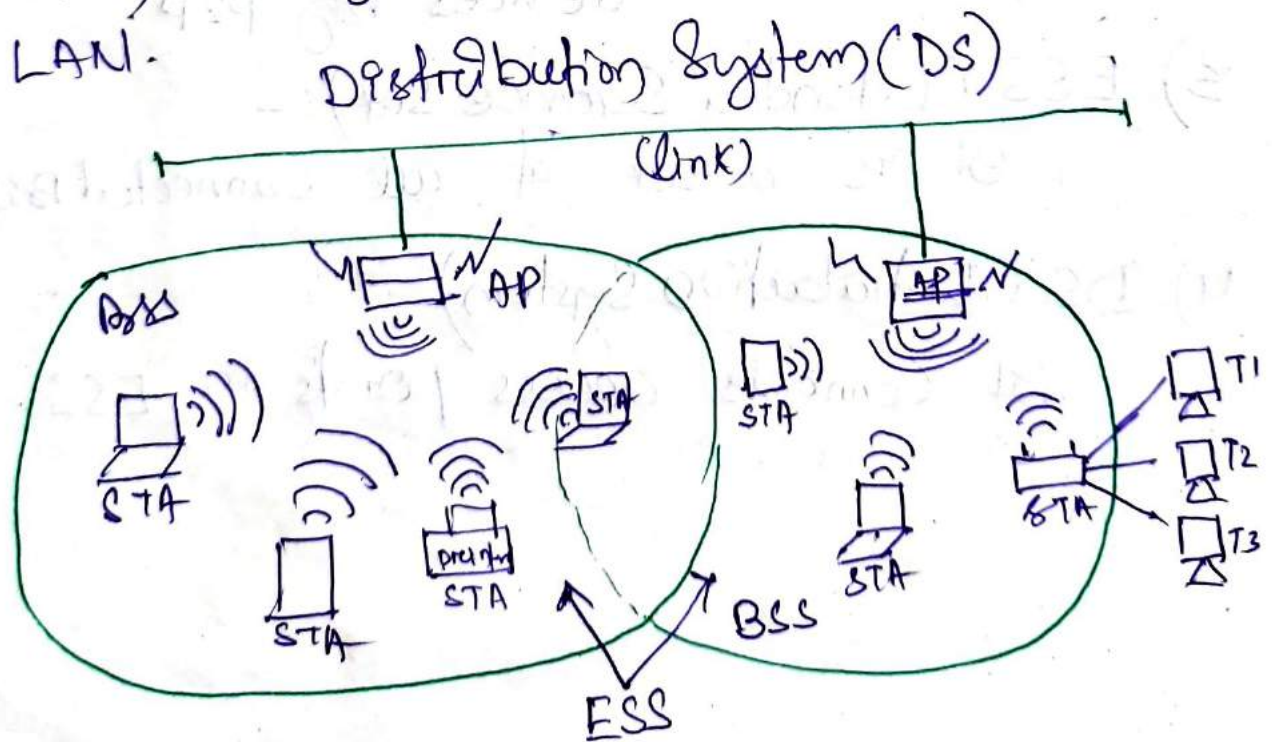 LAN.
Distribution System (DS)
(link)
BSS
AP
AP
STA
STA
STA
STA
Printer
STA
STA
STA
STA
T1
T2
T3
BSS
ESS